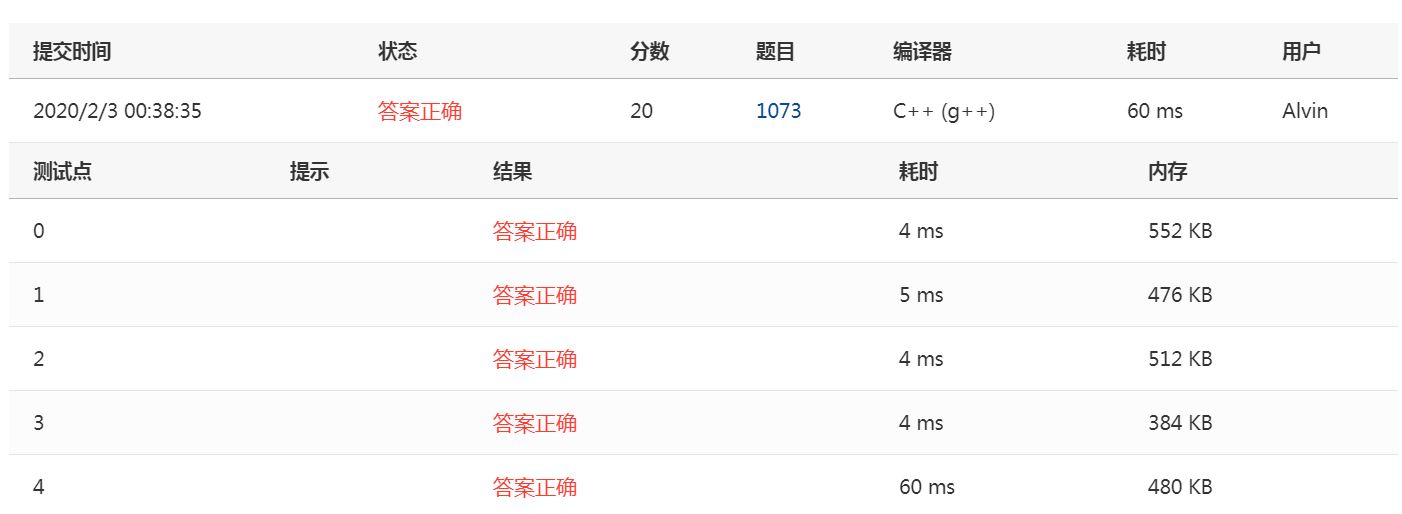 提交时间 状态 分数 题目 编译器 耗时 用户
2020/2/3 00:38:35 答案正确 20 1073 C++ (g++) 60 ms Alvin
测试点 提示 结果 耗时 内存
0 答案正确 4 ms 552 KB
1 答案正确 5 ms 476 KB
2 答案正确 4 ms 512 KB
3 答案正确 4 ms 384 KB
4 答案正确 60 ms 480 KB